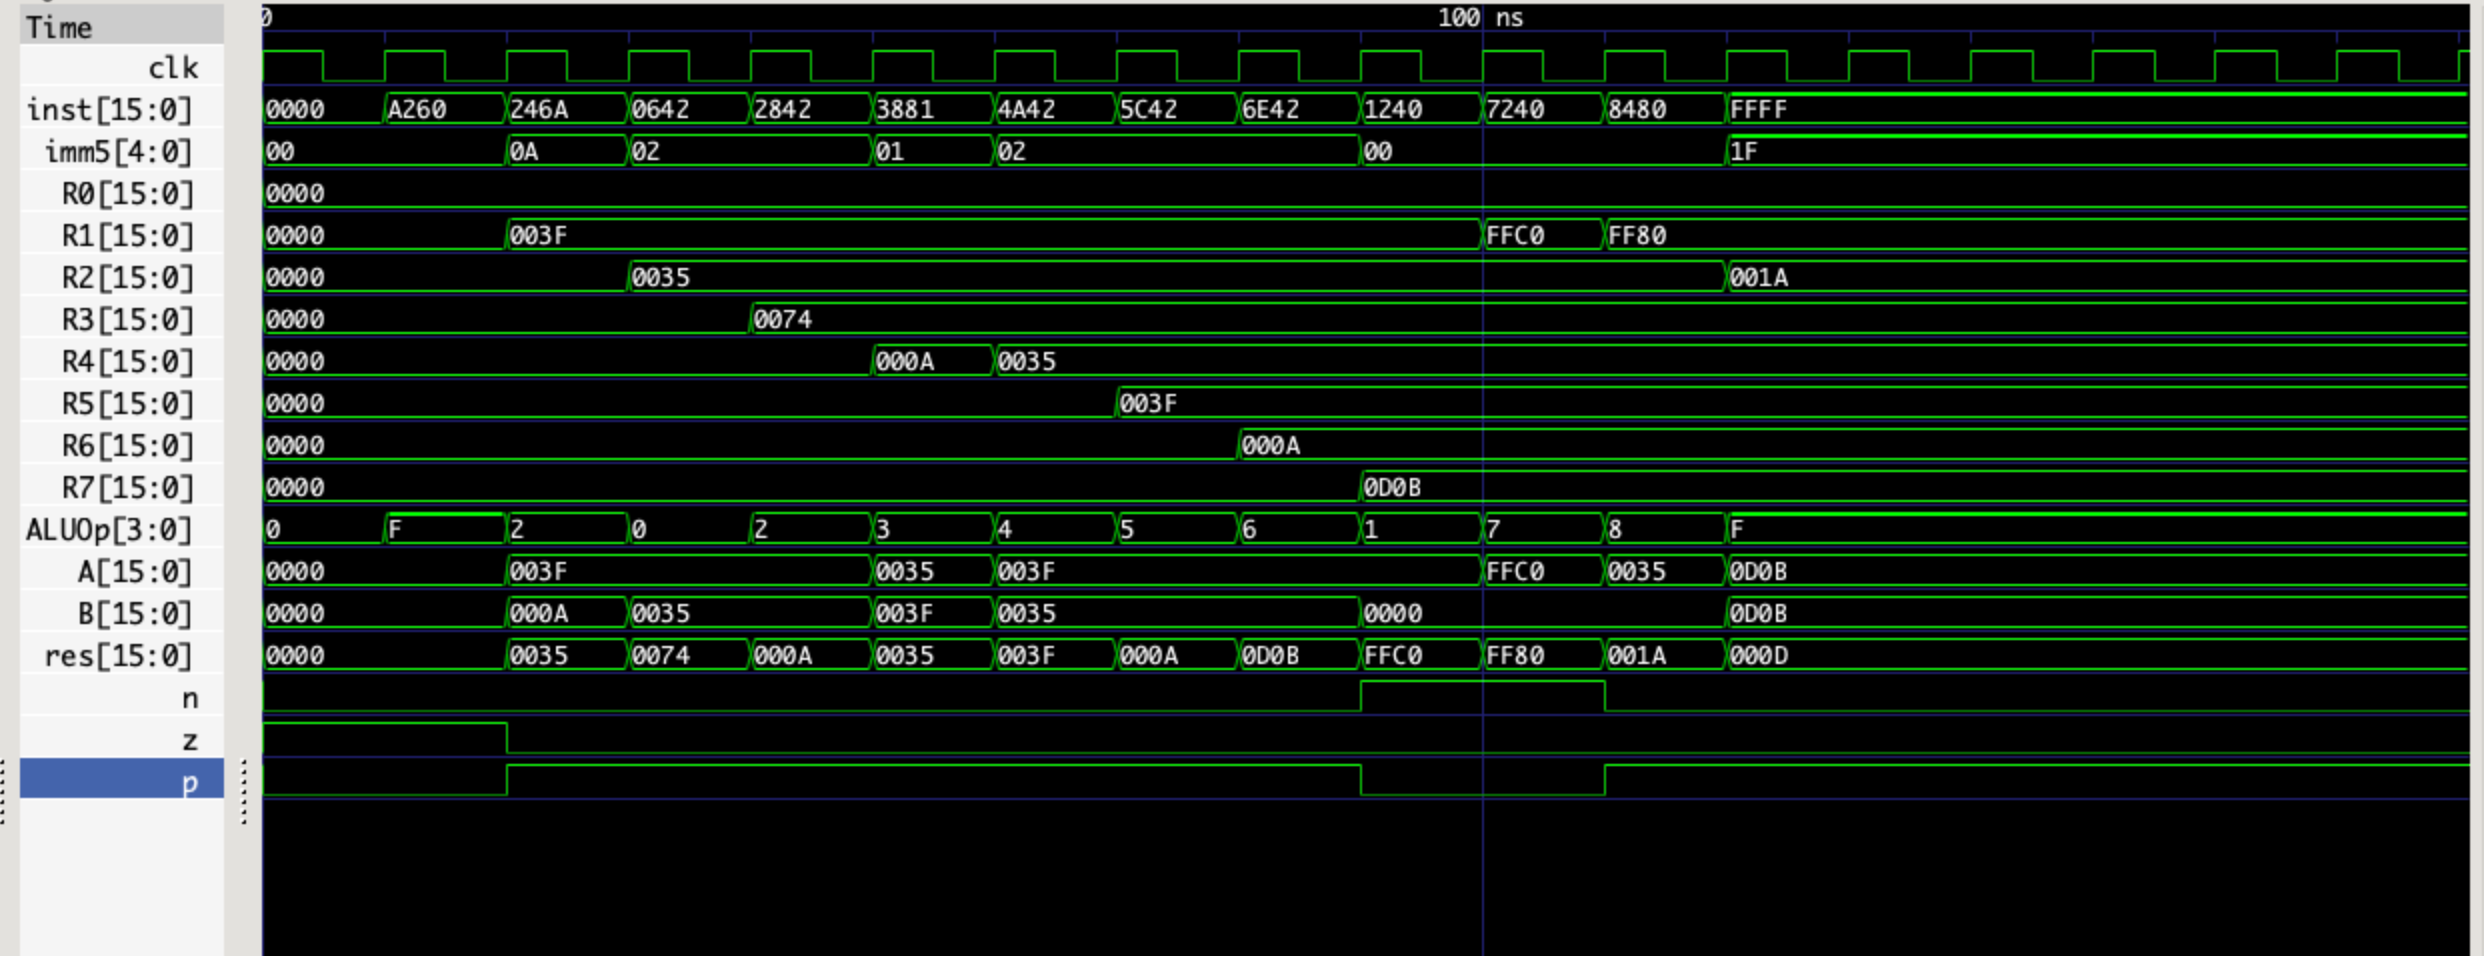 0 100 ns
Time
clk
inst[15:0] 0000 A260 246A 0642 2842 3881 4A42 5C42 6E42 1240 7240 8480 FFFF
imm5[4:0] 00 0A 02 01 02 00 1F
R0[15:0] 0000
R1[15:0] 0000 003F FFC0 FF80
R2[15:0] 0000 0035 001A
R3[15:0] 0000 0074
R4[15:0] 0000 000A 0035
R5[15:0] 0000 003F
R6[15:0] 0000 000A
R7[15:0] 0000 0D0B
ALUOp[3:0] 0 F 2 0 2 3 4 5 6 1 7 8 F
A[15:0] 0000 003F 0035 003F FFC0 0035 0D0B
B[15:0] 0000 000A 0035 003F 0035 0000 0D0B
res[15:0] 0000 0035 0074 000A 0035 003F 000A 0D0B FFC0 FF80 001A 000D
n
z
p